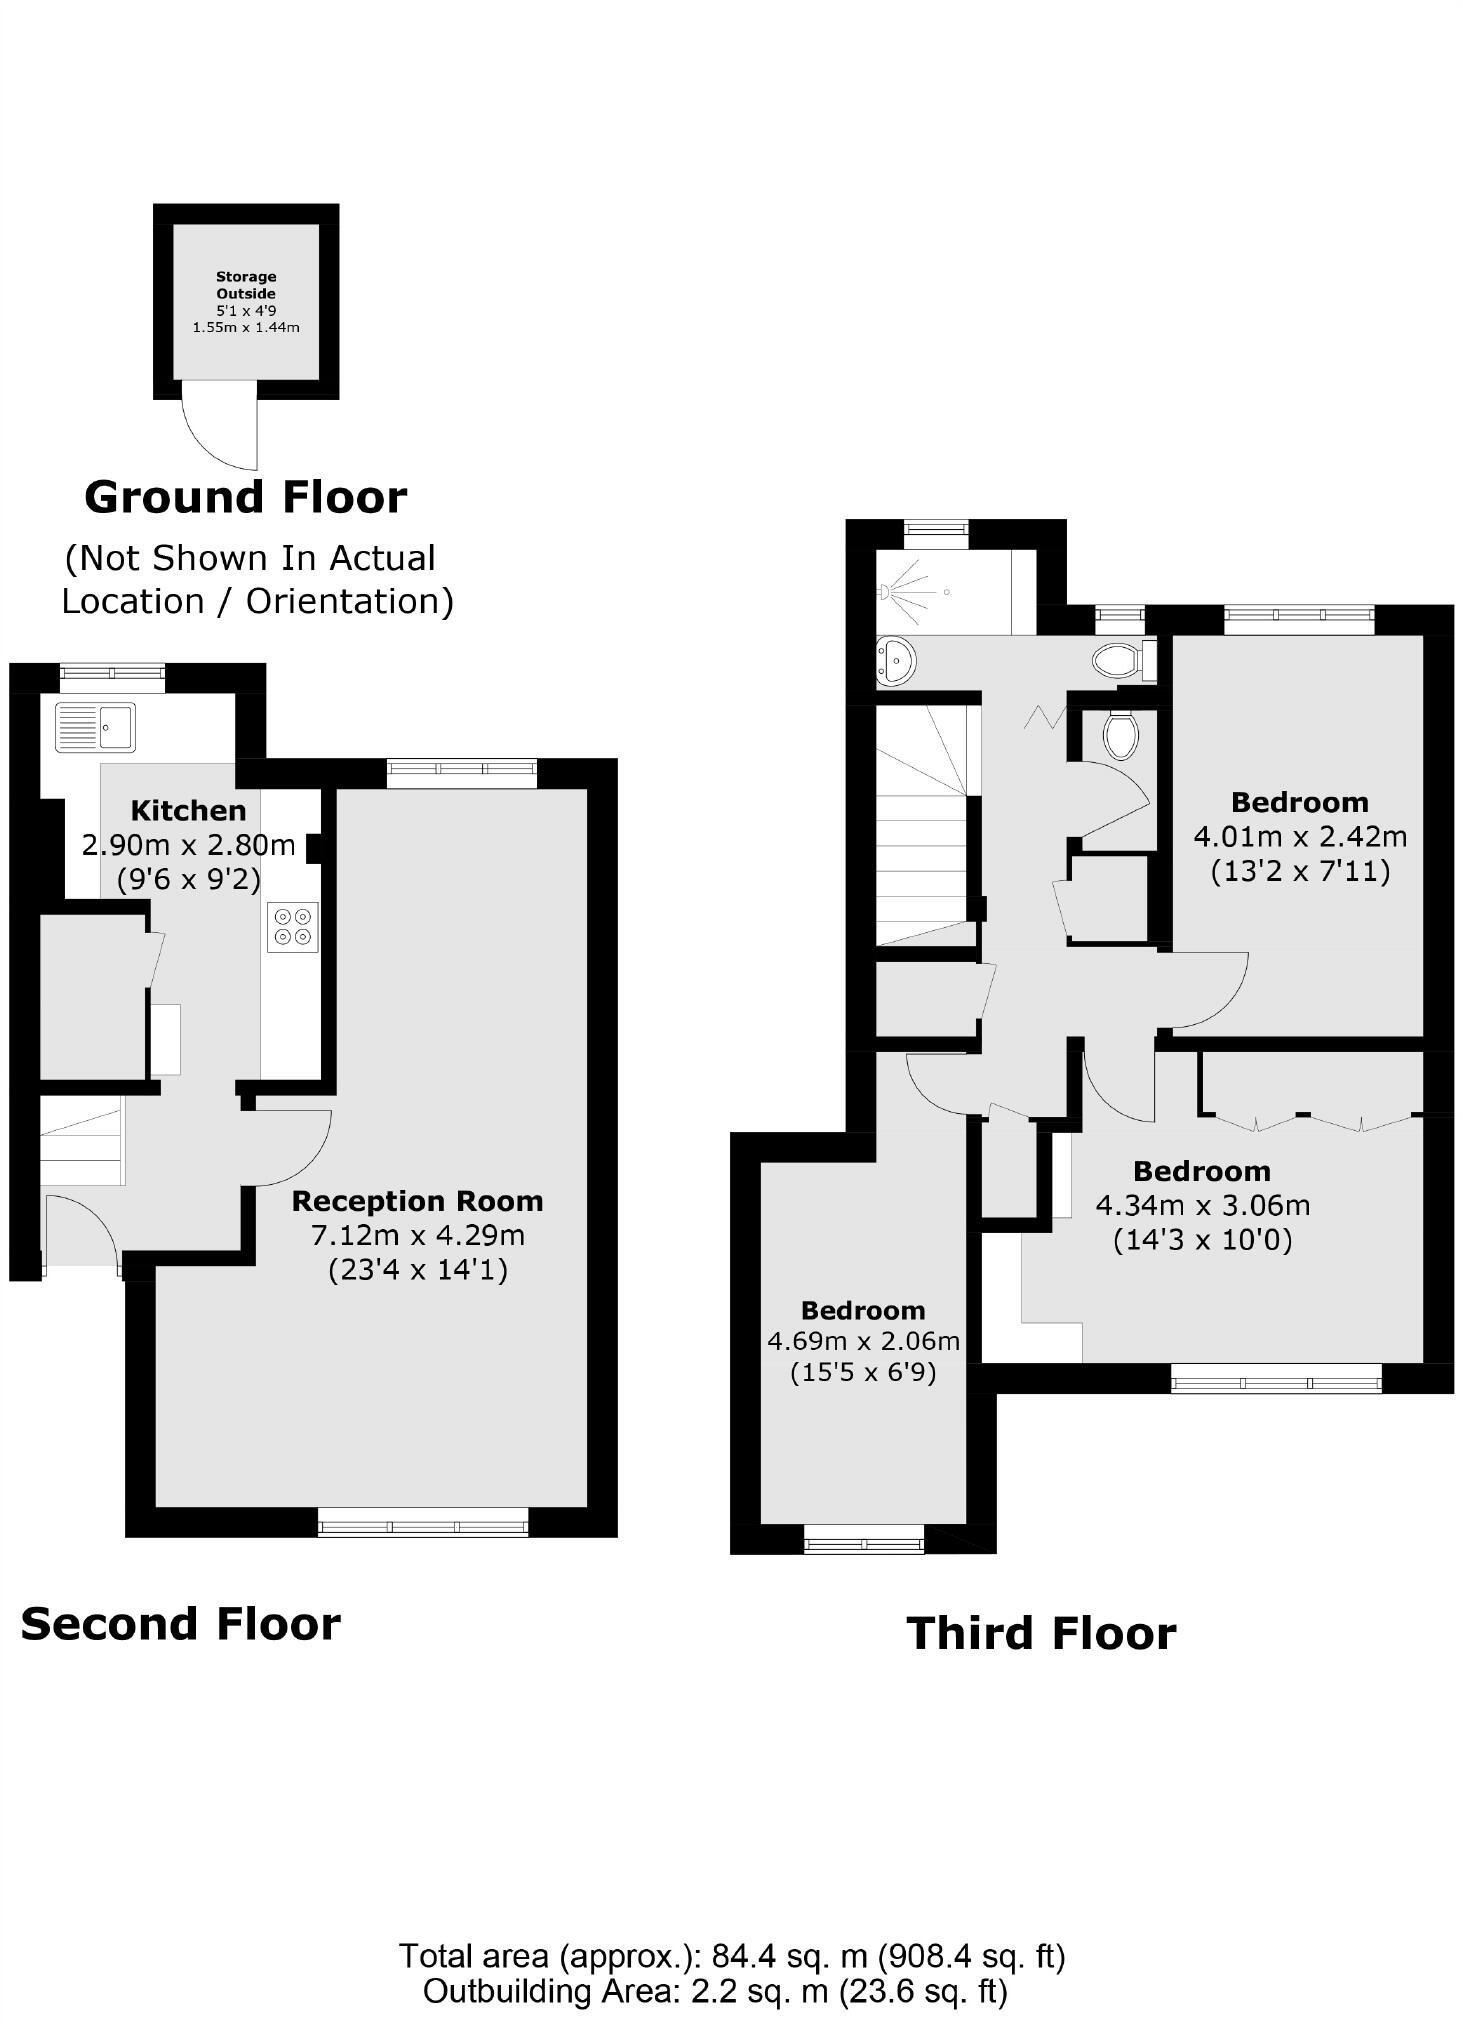 Storage
Outside
5'1 x 4'9
1.55m x 1.44m
Ground Floor
(Not Shown In Actual
Location / Orientation)
Kitchen
2.90m x 2.80m
(9'6 x 9'2)
Reception Room
7.12m x 4.29m
(23'4 x 14'1)
Second Floor
Bedroom
4.01m x 2.42m
(13'2 x 7'11)
Bedroom
4.34m x 3.06m
(14'3 x 10'0)
Bedroom
4.69m x 2.06m
(15'5 x 6'9)
Third Floor
Total area (approx.): 84.4 sq. m (908.4 sq. ft)
Outbuilding Area: 2.2 sq. m (23.6 sq. ft)